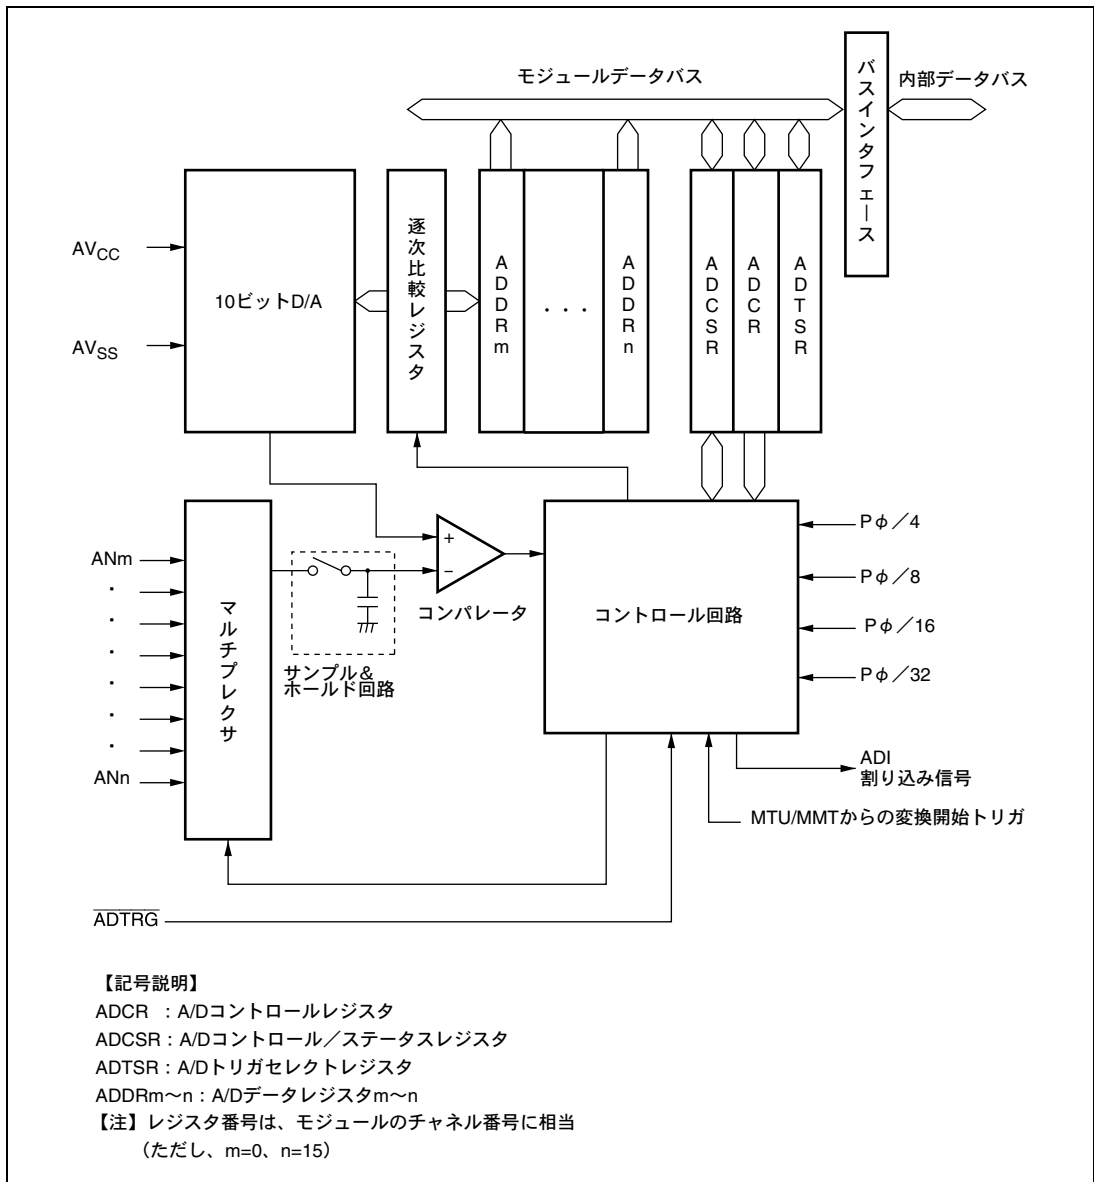 モジュールデータバス
バスインタフェース
内部データバス
AVCC
AVSS
10ビットD/A
逐次比較レジスタ
ADDRm
・・・
ADDRn
ADCSR
ADCR
ADTSR
ANm
・
・
・
・
・
・
ANn
マルチプレクサ
サンプル&
ホールド回路
+
−
コンパレータ
コントロール回路
Pφ/4
Pφ/8
Pφ/16
Pφ/32
ADI
割り込み信号
MTU/MMTからの変換開始トリガ
ADTRG
【記号説明】
ADCR :A/Dコントロールレジスタ
ADCSR:A/Dコントロール/ステータスレジスタ
ADTSR:A/Dトリガセレクトレジスタ
ADDRm〜n:A/Dデータレジスタm〜n
【注】レジスタ番号は、モジュールのチャネル番号に相当
(ただし、m=0、n=15)